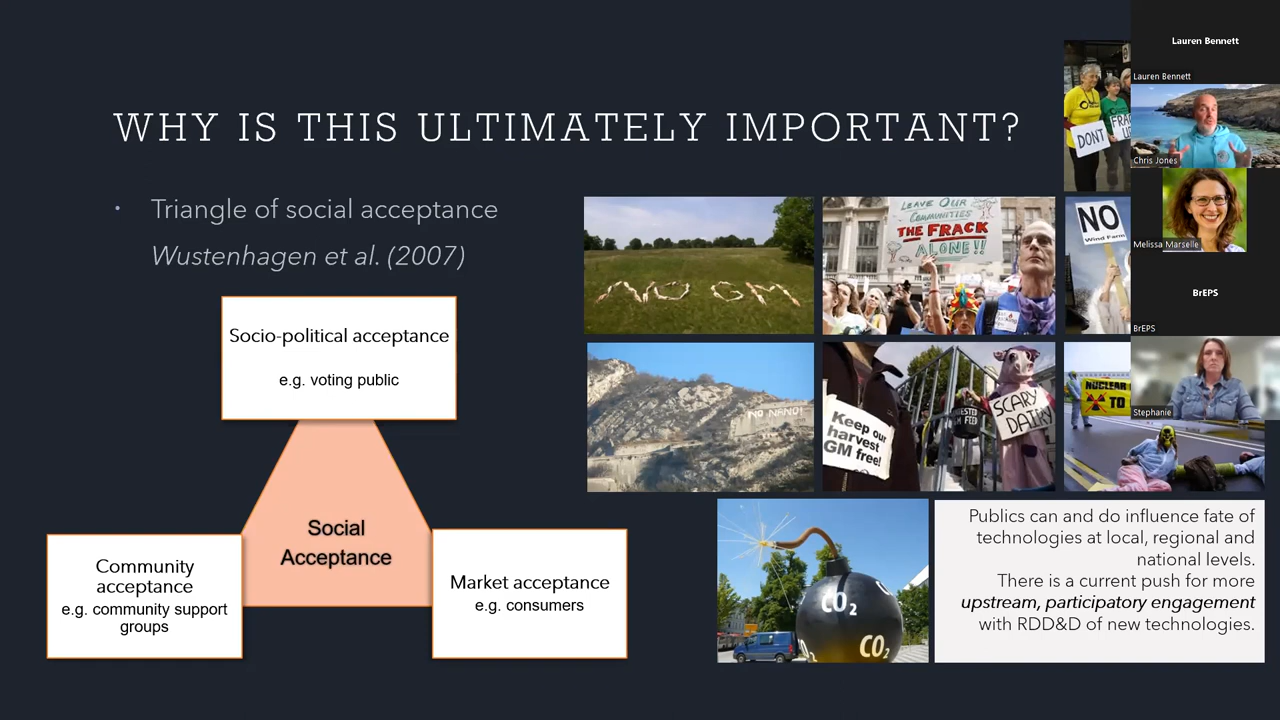 WHY IS THIS ULTIMATELY IMPORTANT?
• Triangle of social acceptance
Wustenhagen et al. (2007)
Socio-political acceptance
e.g. voting public
Social
Acceptance
Community
acceptance
e.g. community support
groups
Market acceptance
e.g. consumers
DONT
NO GM
LEAVE OUR
COMMUNITIES
THE FRACK
ALONE!!
NO
Wind Farm
NO NANO!
Keep our
harvest
GM free!
SCARY
DAIRY
NUCLEAR
TO
CO2
CO2
Publics can and do influence fate of
technologies at local, regional and
national levels.
There is a current push for more
upstream, participatory engagement
with RDD&D of new technologies.
Lauren Bennett
Lauren Bennett
Chris Jones
Melissa Marselle
BrEPS
BrEPS
Stephanie